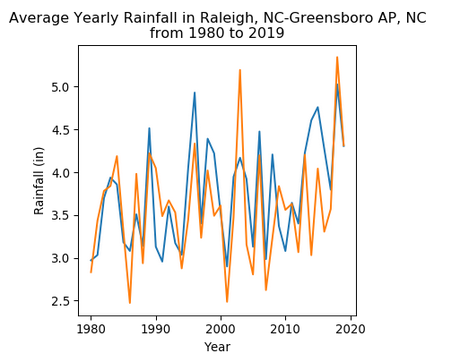 Average Yearly Rainfall in Raleigh, NC-Greensboro AP, NC
from 1980 to 2019
Rainfall (in)
5.0
4.5
4.0
3.5
3.0
2.5
1980 1990 2000 2010 2020
Year